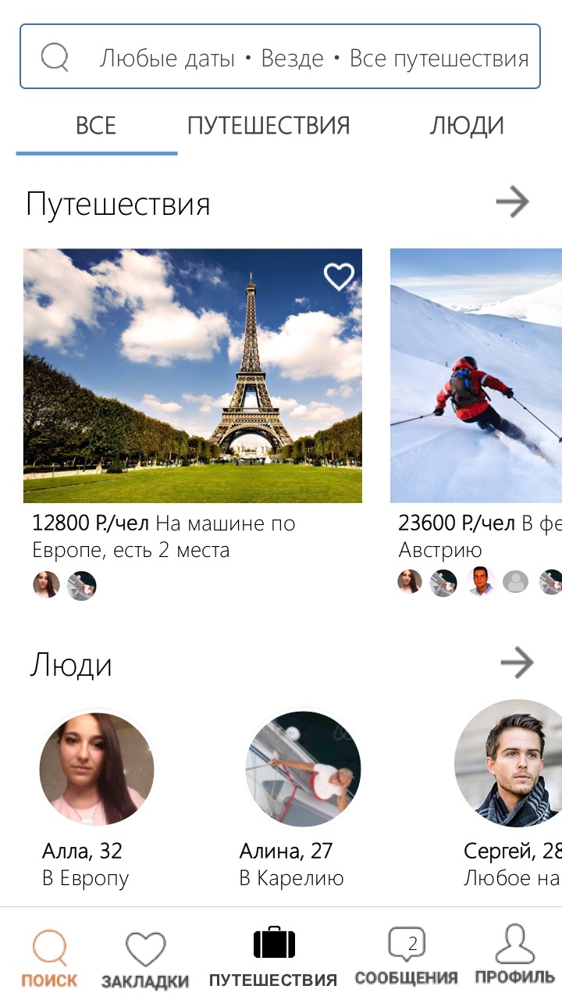 Любые даты • Везде • Все путешествия
ВСЕ ПУТЕШЕСТВИЯ ЛЮДИ
Путешествия
12800 Р./чел На машине по
Европе, есть 2 места
23600 Р./чел В фе
Австрию
Люди
Алла, 32
В Европу
Алина, 27
В Карелию
Сергей, 28
Любое на
2
ПОИСК ЗАКЛАДКИ ПУТЕШЕСТВИЯ СООБЩЕНИЯ ПРОФИЛЬ